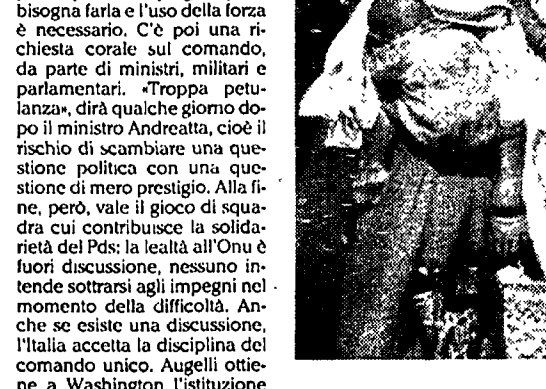 bisogna farla e l'uso della forza
è necessario. C'è poi una ri-
chiesta corale sul comando,
da parte di ministri, militari e
parlamentari. «Troppa petu-
lanza», dirà qualche giorno do-
po il ministro Andreatta, cioè il
rischio di scambiare una que-
stione politica con una que-
stione di mero prestigio. Alla fi-
ne, però, vale il gioco di squa-
dra cui contribuisce la solida-
rietà del Pds: la lealtà all'Onu è
fuori discussione, nessuno in-
tende sottrarsi agli impegni nel
momento della difficoltà. An-
che se esiste una discussione,
l'Italia accetta la disciplina del
comando unico. Augelli ottie-
ne a Washington l'istituzione